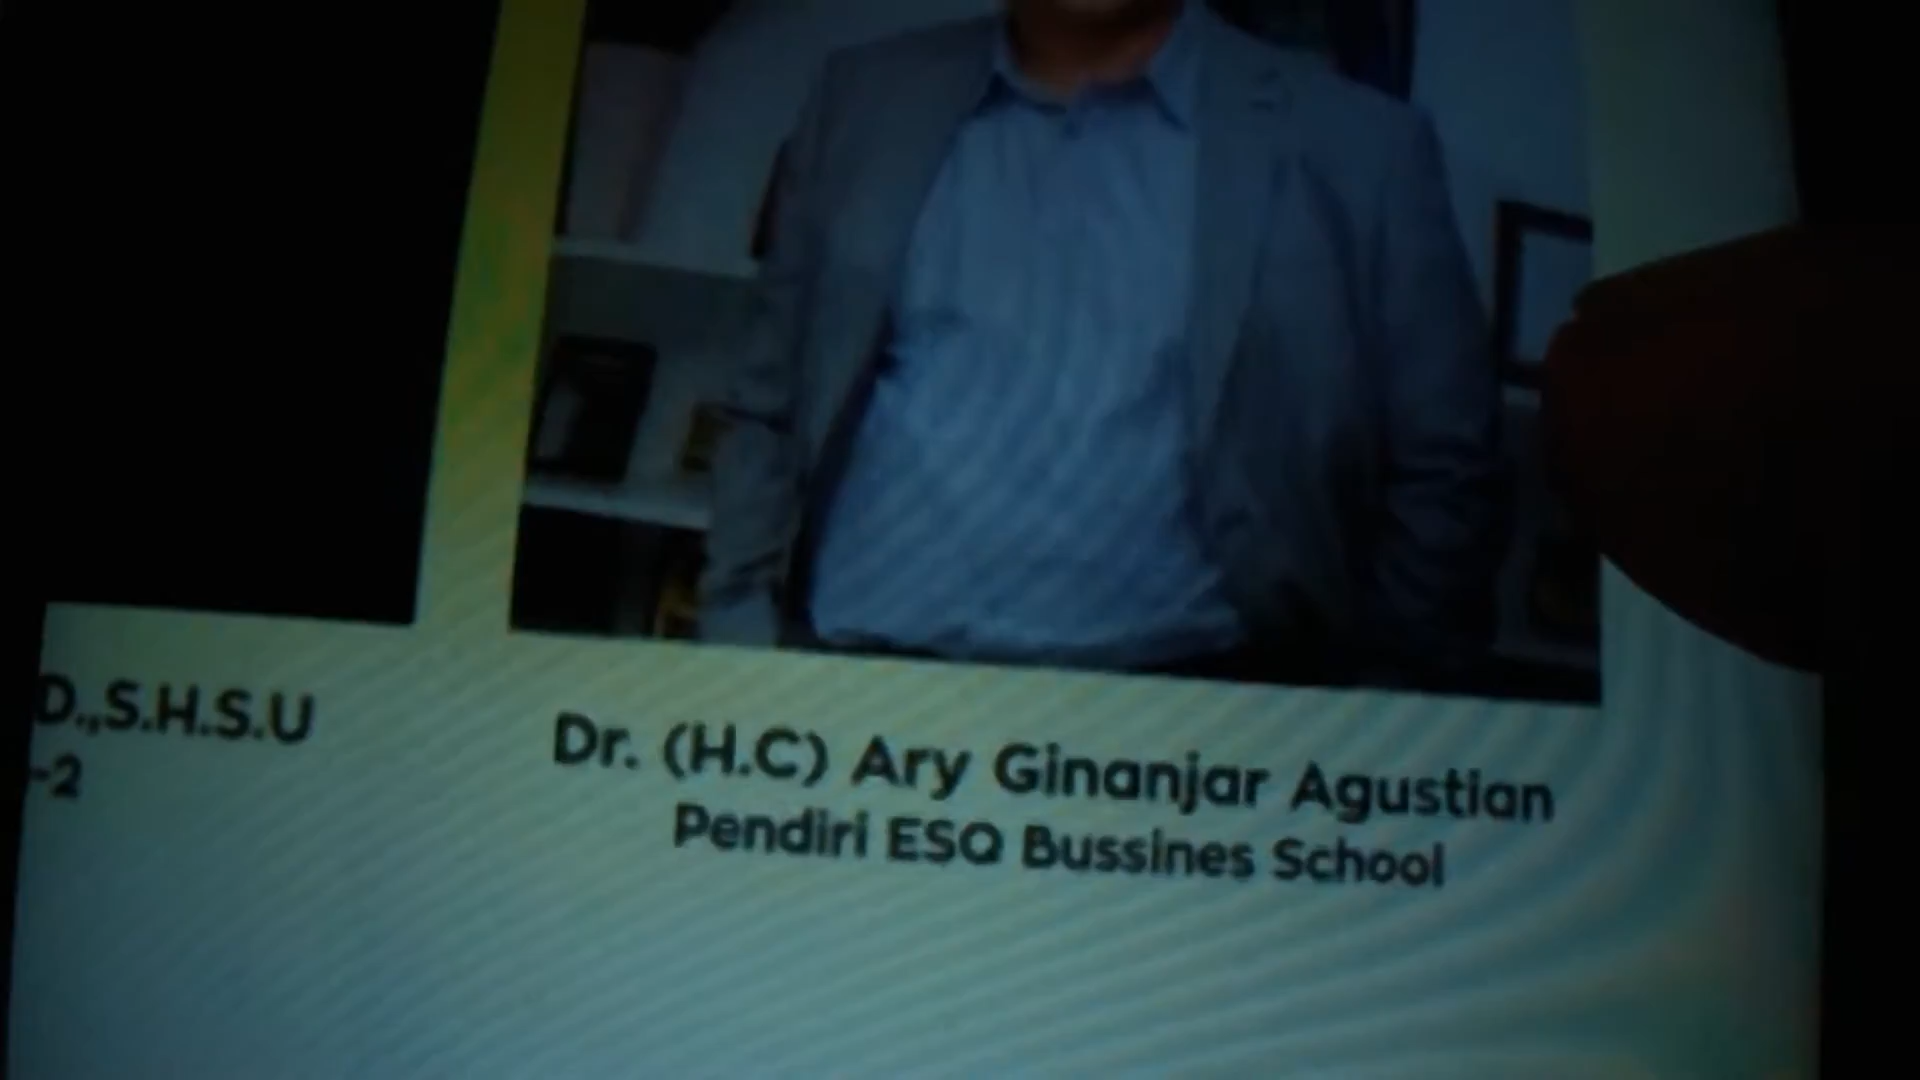 D.,S.H.S.U
-2
Dr. (H.C) Ary Ginanjar Agustian
Pendiri ESQ Bussines School